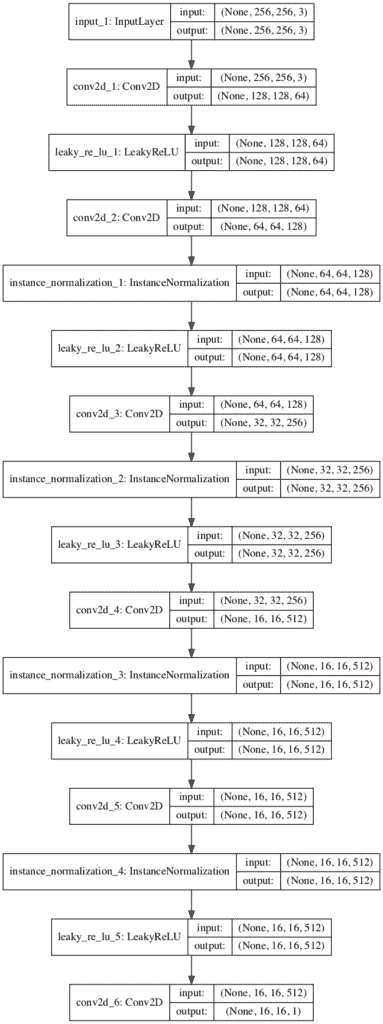 input_1: InputLayer
input: (None, 256, 256, 3)
output: (None, 256, 256, 3)
conv2d_1: Conv2D
input: (None, 256, 256, 3)
output: (None, 128, 128, 64)
leaky_re_lu_1: LeakyReLU
input: (None, 128, 128, 64)
output: (None, 128, 128, 64)
conv2d_2: Conv2D
input: (None, 128, 128, 64)
output: (None, 64, 64, 128)
instance_normalization_1: InstanceNormalization
input: (None, 64, 64, 128)
output: (None, 64, 64, 128)
leaky_re_lu_2: LeakyReLU
input: (None, 64, 64, 128)
output: (None, 64, 64, 128)
conv2d_3: Conv2D
input: (None, 64, 64, 128)
output: (None, 32, 32, 256)
instance_normalization_2: InstanceNormalization
input: (None, 32, 32, 256)
output: (None, 32, 32, 256)
leaky_re_lu_3: LeakyReLU
input: (None, 32, 32, 256)
output: (None, 32, 32, 256)
conv2d_4: Conv2D
input: (None, 32, 32, 256)
output: (None, 16, 16, 512)
instance_normalization_3: InstanceNormalization
input: (None, 16, 16, 512)
output: (None, 16, 16, 512)
leaky_re_lu_4: LeakyReLU
input: (None, 16, 16, 512)
output: (None, 16, 16, 512)
conv2d_5: Conv2D
input: (None, 16, 16, 512)
output: (None, 16, 16, 512)
instance_normalization_4: InstanceNormalization
input: (None, 16, 16, 512)
output: (None, 16, 16, 512)
leaky_re_lu_5: LeakyReLU
input: (None, 16, 16, 512)
output: (None, 16, 16, 512)
conv2d_6: Conv2D
input: (None, 16, 16, 512)
output: (None, 16, 16, 1)